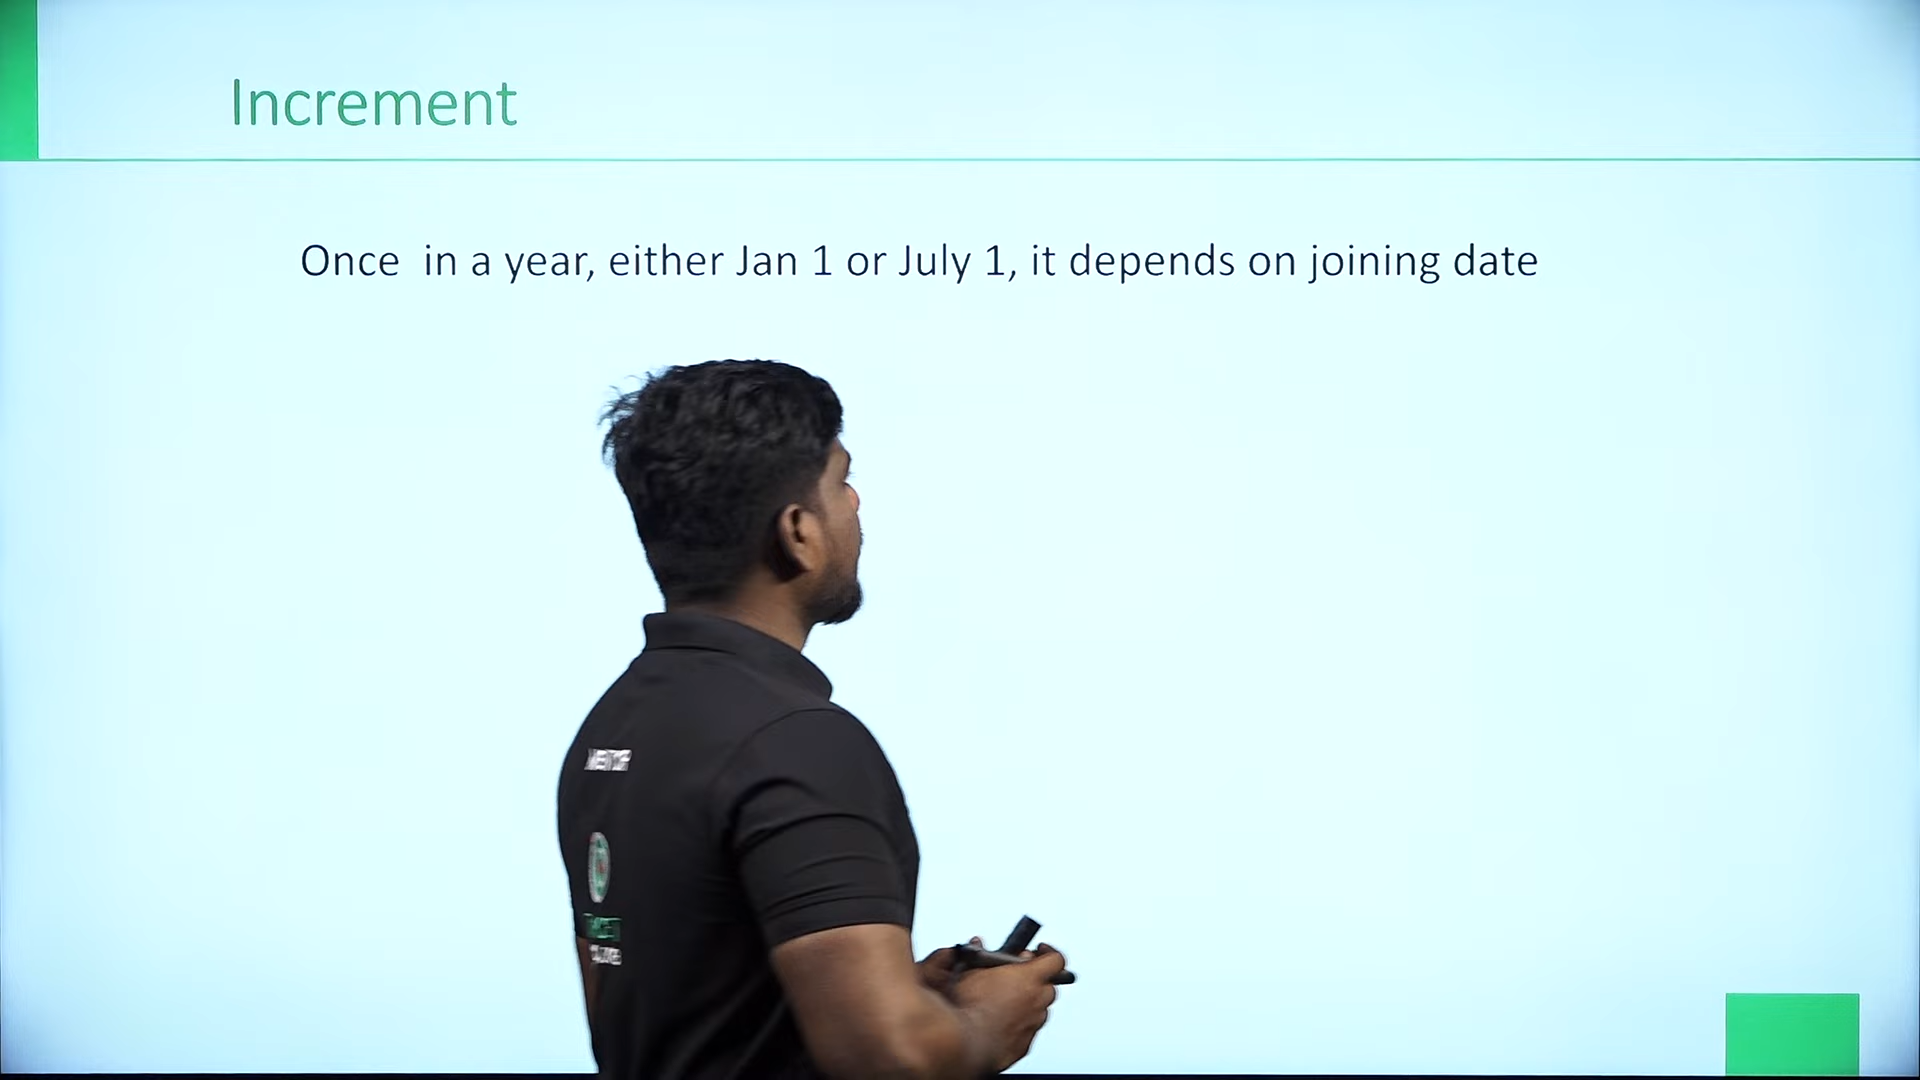 Increment
Once  in a year, either Jan 1 or July 1, it depends on joining date